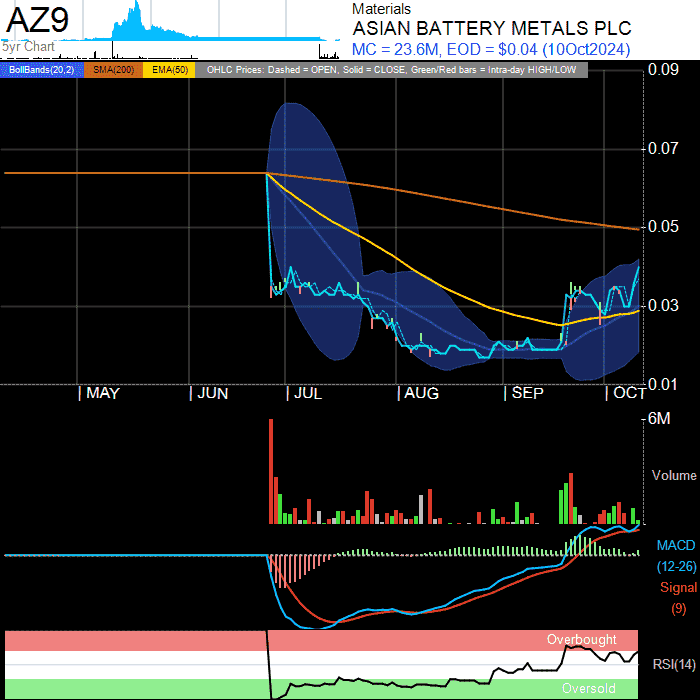 AZ9
5yr Chart
Materials
ASIAN BATTERY METALS PLC
MC = 23.6M, EOD = $0.04 (10Oct2024)
BollBands(20,2) SMA(200) EMA(50) OHLC Prices: Dashed = OPEN, Solid = CLOSE, Green/Red bars = Intra-day HIGH/LOW
0.09
0.07
0.05
0.03
0.01
MAY JUN JUL AUG SEP OCT
6M
Volume
MACD
(12-26)
Signal
(9)
Overbought
RSI(14)
Oversold